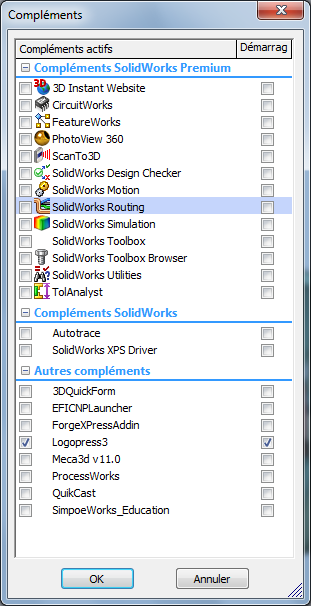 Compléments
Compléments actifs Démarrag
Compléments SolidWorks Premium
3D Instant Website
CircuitWorks
FeatureWorks
PhotoView 360
ScanTo3D
SolidWorks Design Checker
SolidWorks Motion
SolidWorks Routing
SolidWorks Simulation
SolidWorks Toolbox
SolidWorks Toolbox Browser
SolidWorks Utilities
TolAnalyst
Compléments SolidWorks
Autotrace
SolidWorks XPS Driver
Autres compléments
3DQuickForm
EFICNPLauncher
ForgeXPressAddin
Logopress3
Meca3d v11.0
ProcessWorks
QuikCast
SimpoeWorks_Education
OK Annuler